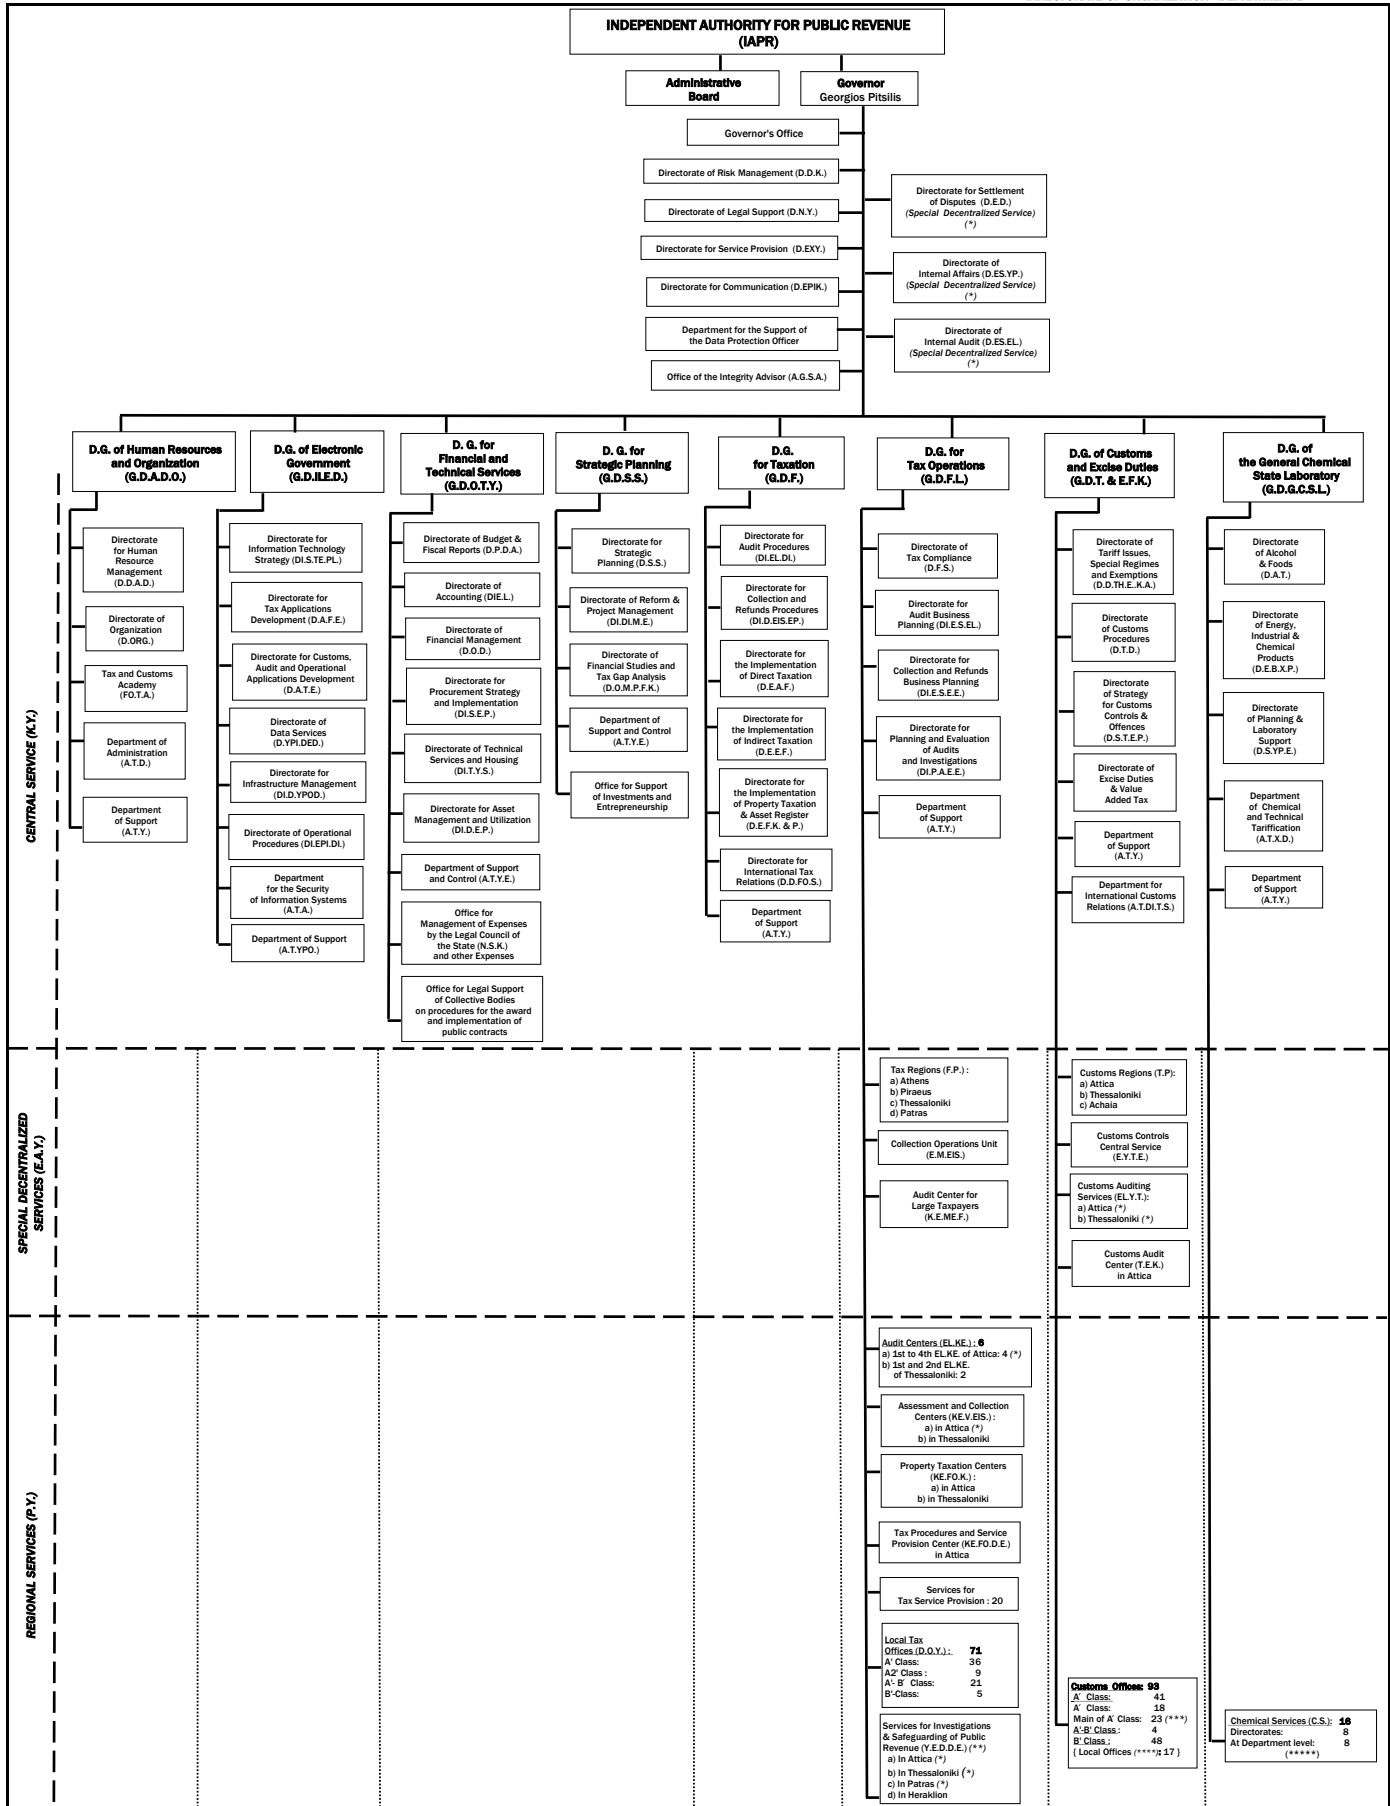 INDEPENDENT AUTHORITY FOR PUBLIC REVENUE
(IAPR)
Administrative
Board
Governor
Georgios Pitsilis
Governor's Office
Directorate of Risk Management (D.D.K.)
Directorate of Legal Support (D.N.Y.)
Directorate for Service Provision (D.EXY.)
Directorate for Communication (D.EPIK.)
Department for the Support of
the Data Protection Officer
Office of the Integrity Advisor (A.G.S.A.)
Directorate for Settlement
of Disputes (D.E.D.)
(Special Decentralized Service)
(*)
Directorate of
Internal Affairs (D.ES.YP.)
(Special Decentralized Service)
(*)
Directorate of
Internal Audit (D.ES.EL.)
(Special Decentralized Service)
(*)
CENTRAL SERVICE (K.Y.)
D.G. of Human Resources
and Organization
(G.D.A.D.O.)
Directorate
for Human
Resource
Management
(D.D.A.D.)
Directorate of
Organization
(D.ORG.)
Tax and Customs
Academy
(FO.T.A.)
Department of
Administration
(A.T.D.)
Department
of Support
(A.T.Y.)
D.G. of Electronic
Government
(G.D.ILE.D.)
Directorate for
Information Technology
Strategy (DI.S.TE.PL.)
Directorate for
Tax Applications
Development (D.A.F.E.)
Directorate for Customs,
Audit and Operational
Applications Development
(D.A.T.E.)
Directorate of
Data Services
(D.YPI.DED.)
Directorate for
Infrastructure Management
(DI.D.YPOD.)
Directorate of Operational
Procedures (DI.EPI.DI.)
Department
for the Security
of Information Systems
(A.T.A.)
Department of Support
(A.T.YPO.)
D. G. for
Financial and
Technical Services
(G.D.O.T.Y.)
Directorate of Budget &
Fiscal Reports (D.P.D.A.)
Directorate of
Accounting (DIE.L.)
Directorate of
Financial Management
(D.O.D.)
Directorate for
Procurement Strategy
and Implementation
(DI.S.E.P.)
Directorate of Technical
Services and Housing
(DI.T.Y.S.)
Directorate for Asset
Management and Utilization
(DI.D.E.P.)
Department of Support
and Control (A.T.Y.E.)
Office for
Management of Expenses
by the Legal Council of
the State (N.S.K.)
and other Expenses
Office for Legal Support
of Collective Bodies
on procedures for the award
and implementation of
public contracts
D. G. for
Strategic Planning
(G.D.S.S.)
Directorate for
Strategic
Planning (D.S.S.)
Directorate of Reform &
Project Management
(DI.DI.M.E.)
Directorate of
Financial Studies and
Tax Gap Analysis
(D.O.M.P.F.K.)
Department of
Support and Control
(A.T.Y.E.)
Office for Support
of Investments and
Entrepreneurship
D.G.
for Taxation
(G.D.F.)
Directorate for
Audit Procedures
(DI.EL.DI.)
Directorate for
Collection and
Refunds Procedures
(DI.D.EIS.EP.)
Directorate for
the Implementation
of Direct Taxation
(D.E.A.F.)
Directorate for
the Implementation
of Indirect Taxation
(D.E.E.F.)
Directorate for
the Implementation
of Property Taxation
& Asset Register
(D.E.F.K. & P.)
Directorate for
International Tax
Relations (D.D.FO.S.)
Department
of Support
(A.T.Y.)
D.G. for
Tax Operations
(G.D.F.L.)
Directorate of
Tax Compliance
(D.F.S.)
Directorate for
Audit Business
Planning (DI.E.S.EL.)
Directorate for
Collection and Refunds
Business Planning
(DI.E.S.E.E.)
Directorate for
Planning and Evaluation
of Audits
and Investigations
(DI.P.A.E.E.)
Department
of Support
(A.T.Y.)
D.G. of Customs
and Excise Duties
(G.D.T. & E.F.K.)
Directorate of
Tariff Issues,
Special Regimes
and Exemptions
(D.D.TH.E..K.A.)
Directorate
of Customs
Procedures
(D.T.D.)
Directorate
of Strategy
for Customs
Controls &
Offences
(D.S.T.E.P.)
Directorate of
Excise Duties
& Value
Added Tax
Department
of Support
(A.T.Y.)
Department for
International Customs
Relations (A.T.DI.T.S.)
D.G. of
the General Chemical
State Laboratory
(G.D.G.C.S.L.)
Directorate
of Alcohol
& Foods
(D.A.T.)
Directorate
of Energy,
Industrial &
Chemical
Products
(D.E.B.X.P.)
Directorate
of Planning &
Laboratory
Support
(D.S.YP.E.)
Department
of Chemical
and Technical
Tariffication
(A.T.X.D.)
Department
of Support
(A.T.Y.)
SPECIAL DECENTRALIZED
SERVICES (E.A.Y.)
Tax Regions (F.P.) :
a) Athens
b) Piraeus
c) Thessaloniki
d) Patras
Collection Operations Unit
(E.M.EIS.)
Audit Center for
Large Taxpayers
(K.E.ME.F.)
Customs Regions (T.P):
a) Attica
b) Thessaloniki
c) Achaia
Customs Controls
Central Service
(E.Y.T.E.)
Customs Auditing
Services (EL.Y.T.):
a) Attica (*)
b) Thessaloniki (*)
Customs Audit
Center (T.E.K.)
in Attica
REGIONAL SERVICES (P.Y.)
Audit Centers (EL.KE.) : 6
a) 1st to 4th EL.KE. of Attica: 4 (*)
b) 1st and 2nd EL.KE.
of Thessaloniki: 2
Assessment and Collection
Centers (KE.V.EIS.) :
a) in Attica (*)
b) in Thessaloniki
Property Taxation Centers
(KE.FO.K.) :
a) in Attica
b) in Thessaloniki
Tax Procedures and Service
Provision Center (KE.FO.D.E.)
in Attica
Services for
Tax Service Provision : 20
Local Tax
Offices (D.O.Y.) : 71
A' Class: 36
A2' Class : 9
A'- B' Class: 21
B'-Class: 5
Services for Investigations
& Safeguarding of Public
Revenue (Y.E.D.D.E.) (**)
a) In Attica (*)
b) In Thessaloniki (*)
c) In Patras (*)
d) In Heraklion
Customs Offices: 93
A' Class: 41
A' Class: 18
Main of A' Class: 23 (***)
A'-B' Class : 4
B' Class : 48
{ Local Offices (****): 17 }
Chemical Services (C.S.): 16
Directorates: 8
At Department level: 8
(*****)